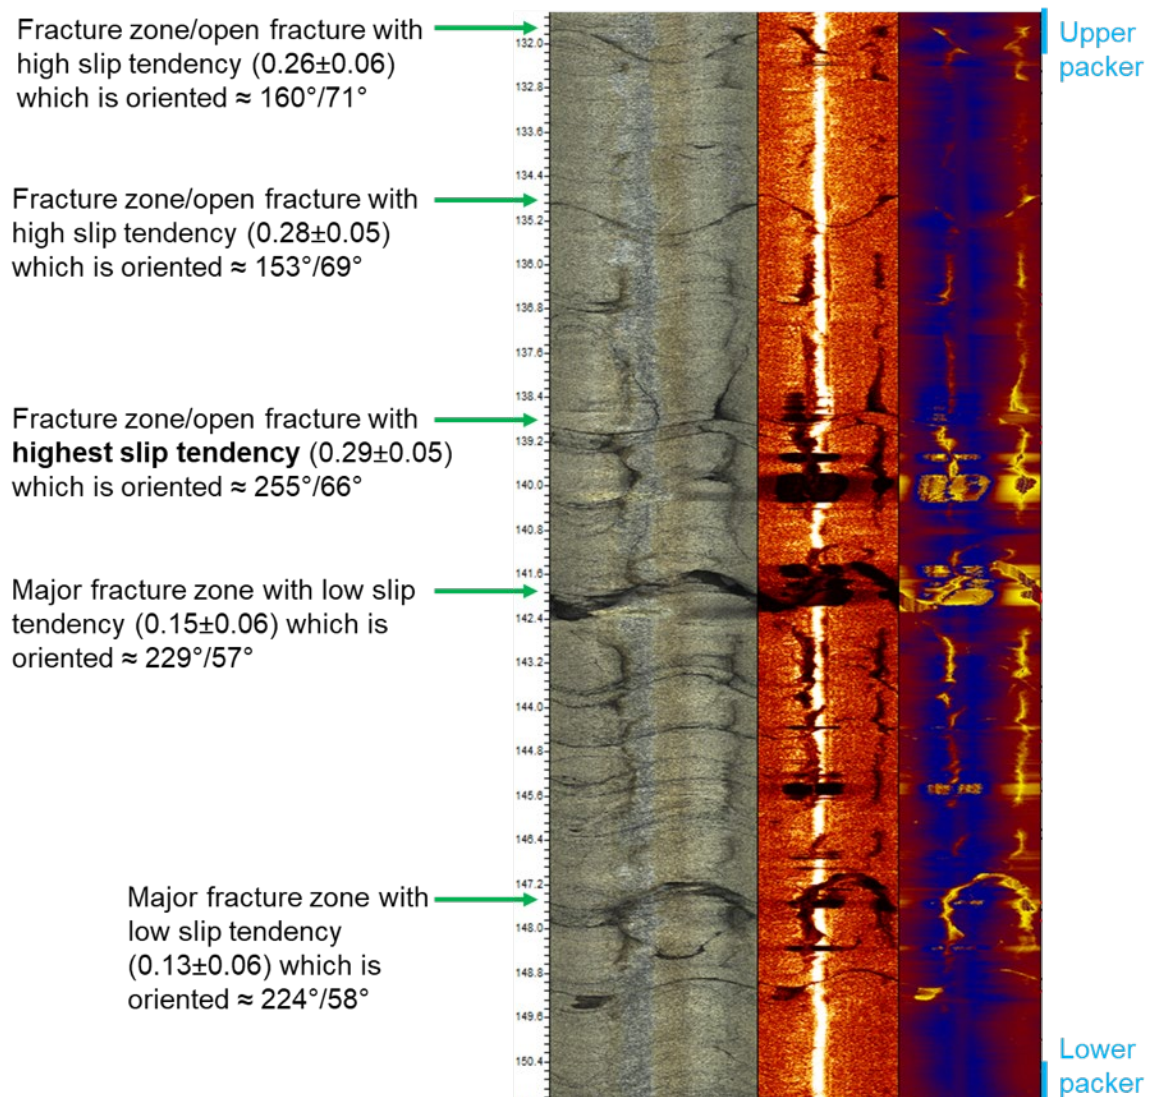 Fracture zone/open fracture with
high slip tendency (0.26±0.06)
which is oriented ≈ 160°/71°
Upper
packer
Fracture zone/open fracture with
high slip tendency (0.28±0.05)
which is oriented ≈ 153°/69°
Fracture zone/open fracture with
highest slip tendency (0.29±0.05)
which is oriented ≈ 255°/66°
Major fracture zone with low slip
tendency (0.15±0.06) which is
oriented ≈ 229°/57°
Major fracture zone with
low slip tendency
(0.13±0.06) which is
oriented ≈ 224°/58°
132.0
132.8
133.6
134.4
135.2
136.0
136.8
137.6
138.4
139.2
140.0
140.8
141.6
142.4
143.2
144.0
144.8
145.6
146.4
147.2
148.0
148.8
149.6
150.4
Lower
packer